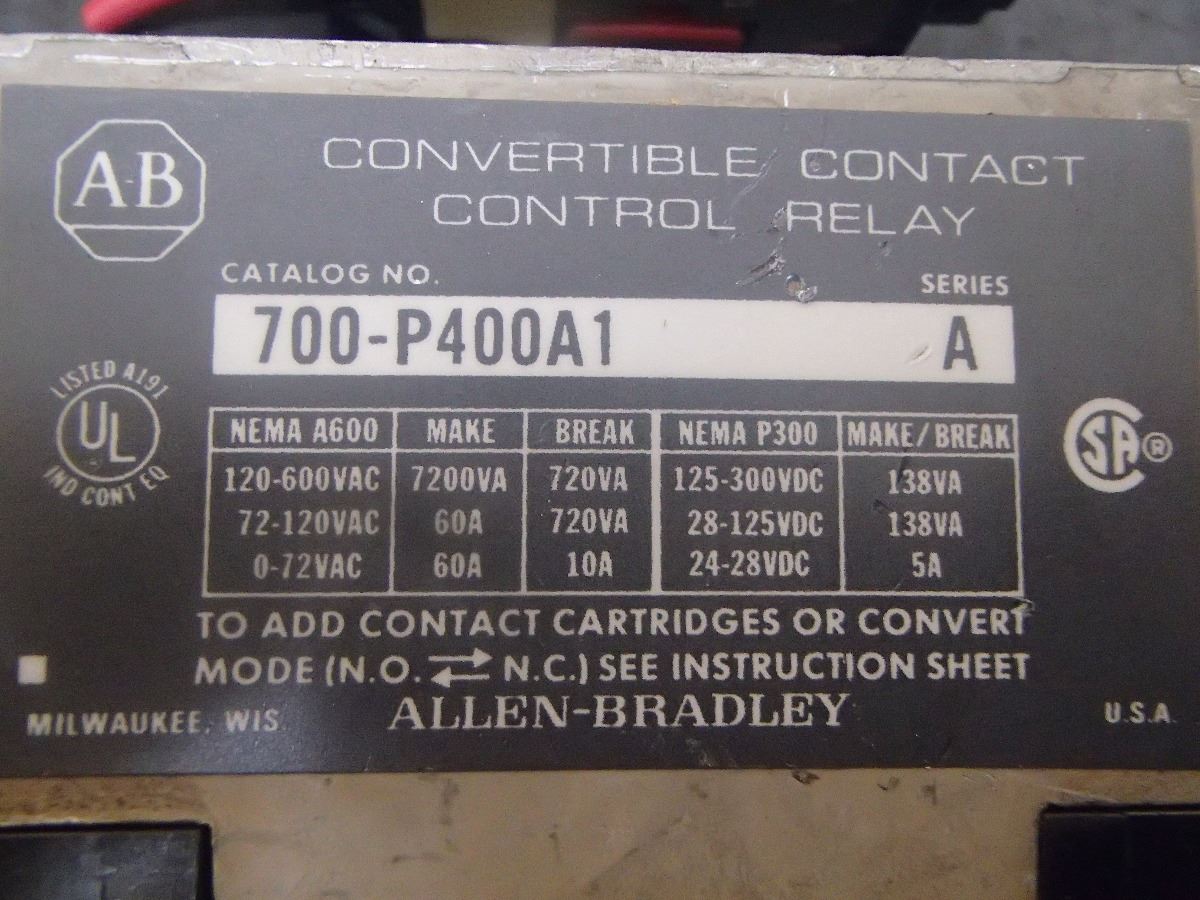 A-B
CONVERTIBLE CONTACT
CONTROL RELAY
CATALOG NO.
SERIES
700-P400A1
A
LISTED A191
UL
IND CONT EQ
NEMA A600 MAKE BREAK NEMA P300 MAKE/BREAK
120-600VAC 7200VA 720VA 125-300VDC 138VA
72-120VAC 60A 720VA 28-125VDC 138VA
0-72VAC 60A 10A 24-28VDC 5A
SA ®
TO ADD CONTACT CARTRIDGES OR CONVERT
MODE (N.O. ⇄ N.C.) SEE INSTRUCTION SHEET
MILWAUKEE, WIS. ALLEN-BRADLEY U.S.A.